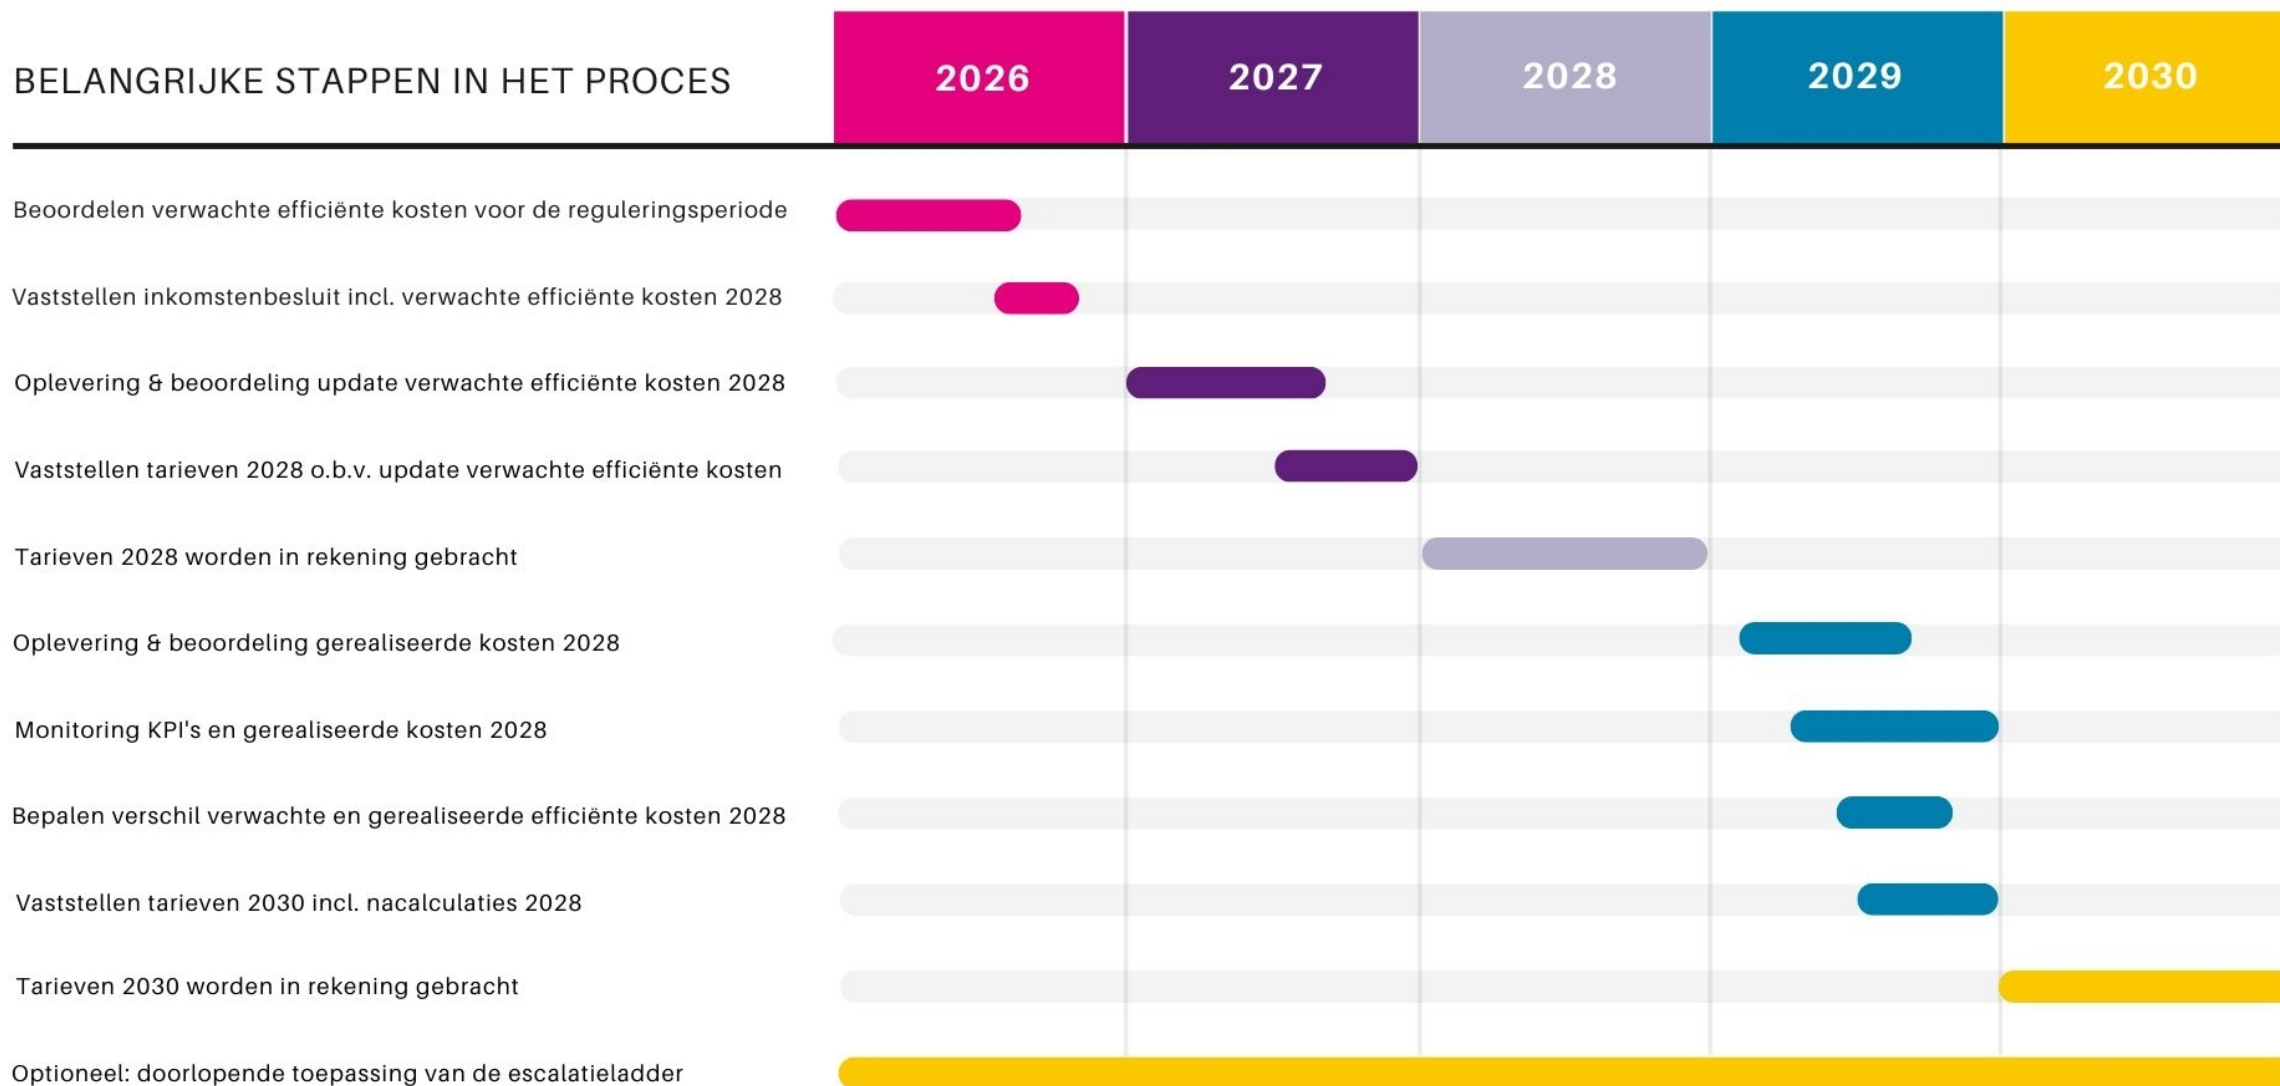 BELANGRIJKE STAPPEN IN HET PROCES
2026
2027
2028
2029
2030
Beoordelen verwachte efficiënte kosten voor de reguleringsperiode
Vaststellen inkomstenbesluit incl. verwachte efficiënte kosten 2028
Oplevering & beoordeling update verwachte efficiënte kosten 2028
Vaststellen tarieven 2028 o.b.v. update verwachte efficiënte kosten
Tarieven 2028 worden in rekening gebracht
Oplevering & beoordeling gerealiseerde kosten 2028
Monitoring KPI's en gerealiseerde kosten 2028
Bepalen verschil verwachte en gerealiseerde efficiënte kosten 2028
Vaststellen tarieven 2030 incl. nacalculaties 2028
Tarieven 2030 worden in rekening gebracht
Optioneel: doorlopende toepassing van de escalatieladder